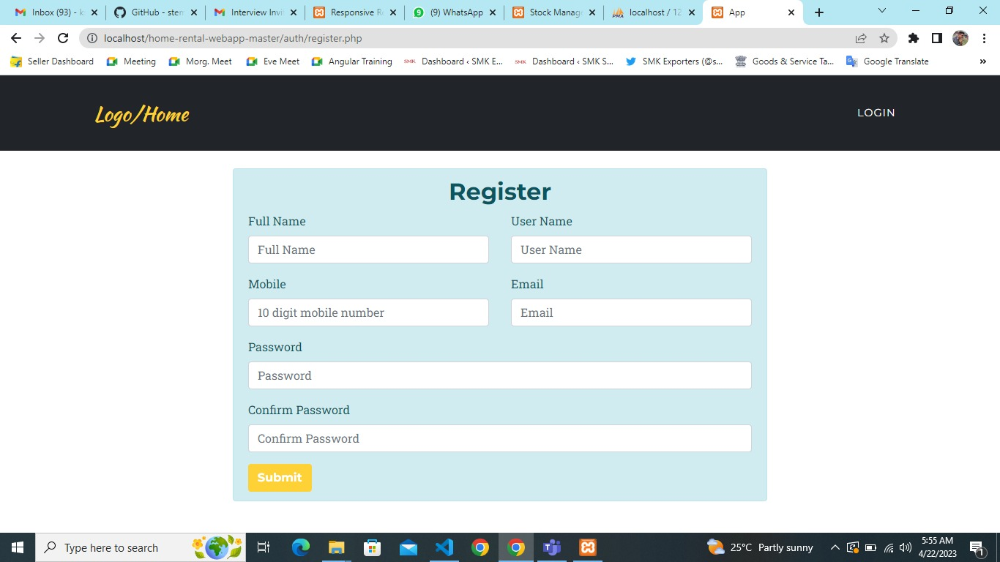 Inbox (93) - k
GitHub - sten
Interview Invi
Responsive R
(9) WhatsApp
Stock Manag
localhost / 12
App
localhost/home-rental-webapp-master/auth/register.php
Seller Dashboard
Meeting
Morg. Meet
Eve Meet
Angular Training
SMK Dashboard ‹ SMK E...
SMK Dashboard ‹ SMK S...
SMK Exporters (@s...
Goods & Service Ta...
Google Translate
»
Logo/Home
LOGIN
Register
Full Name
User Name
Full Name
User Name
Mobile
Email
10 digit mobile number
Email
Password
Password
Confirm Password
Confirm Password
Submit
Type here to search
25°C Partly sunny
5:55 AM
4/22/2023
1